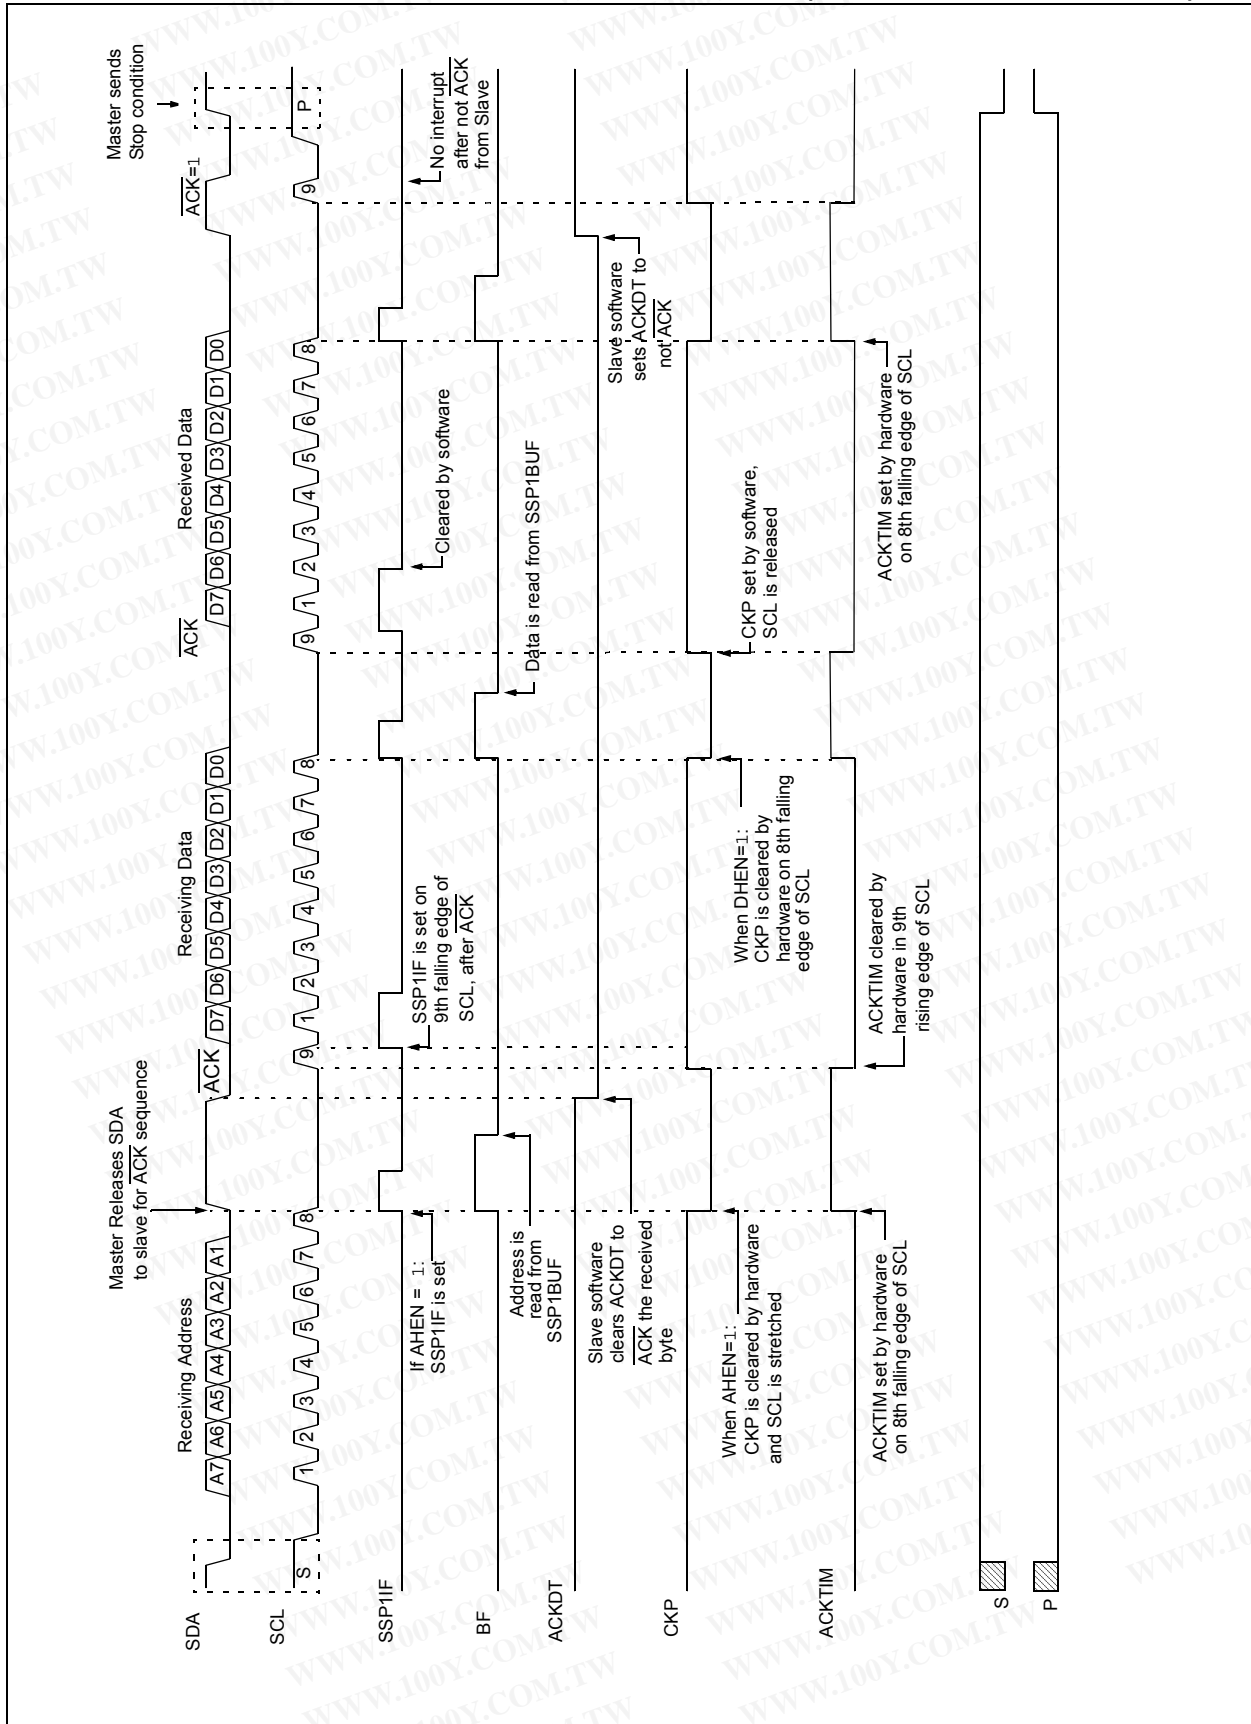 Master Releases SDA
to slave for ACK sequence
Master sends
Stop condition
Receiving Address
ACK
Receiving Data
ACK
Received Data
ACK=1
SDA
A7 A6 A5 A4 A3 A2 A1
D7 D6 D5 D4 D3 D2 D1 D0
D7 D6 D5 D4 D3 D2 D1 D0
SCL
S 1 2 3 4 5 6 7 8 9 1 2 3 4 5 6 7 8 9 1 2 3 4 5 6 7 8 9 P
SSP1IF
If AHEN = 1:
SSP1IF is set
SSP1IF is set on
9th falling edge of
SCL, after ACK
Cleared by software
No interrupt
after not ACK
from Slave
BF
Address is
read from
SSP1BUF
Data is read from SSP1BUF
ACKDT
Slave software
clears ACKDT to
ACK the received
byte
Slave software
sets ACKDT to
not ACK
CKP
When AHEN=1:
CKP is cleared by hardware
and SCL is stretched
When DHEN=1:
CKP is cleared by
hardware on 8th falling
edge of SCL
CKP set by software,
SCL is released
ACKTIM
ACKTIM set by hardware
on 8th falling edge of SCL
ACKTIM cleared by
hardware in 9th
rising edge of SCL
ACKTIM set by hardware
on 8th falling edge of SCL
S
P
WWW.100Y.COM.TW